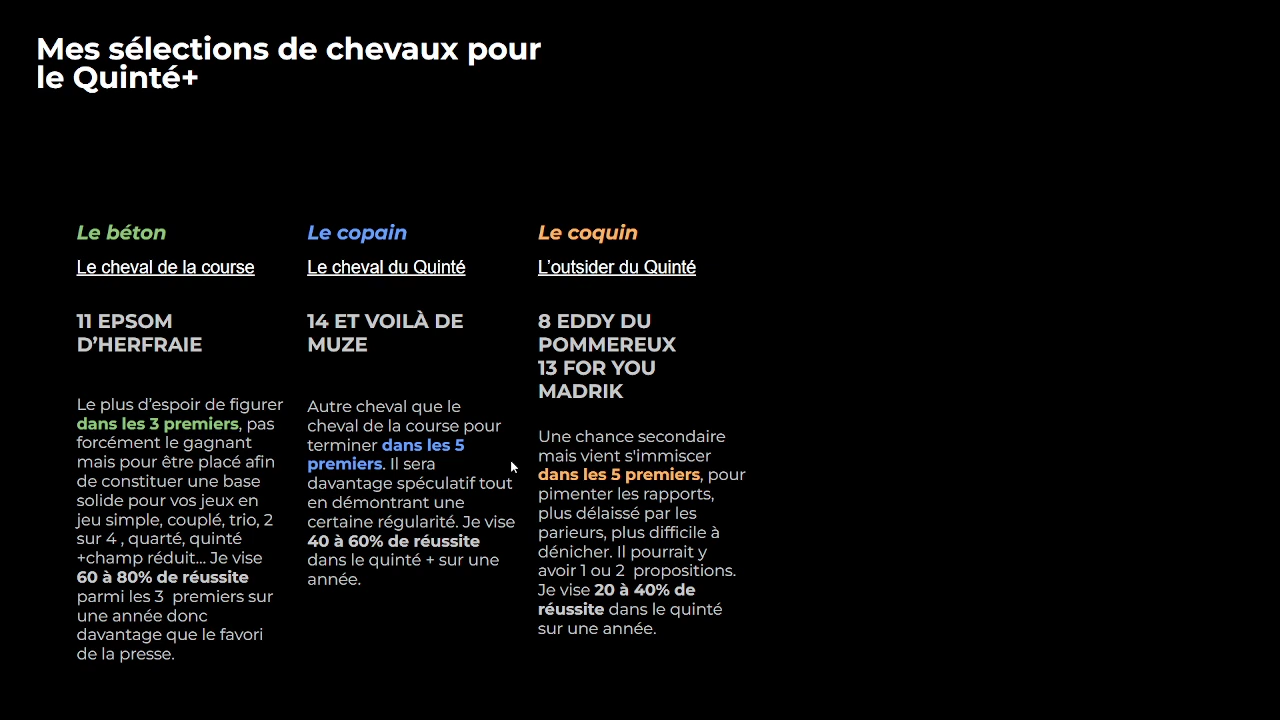 Mes sélections de chevaux pour
le Quinté+
Le béton
Le cheval de la course
11 EPSOM
D’HERFRAIE
Le plus d’espoir de figurer
dans les 3 premiers, pas
forcément le gagnant
mais pour être placé afin
de constituer une base
solide pour vos jeux en
jeu simple, couplé, trio, 2
sur 4 , quarté, quinté
+champ réduit... Je vise
60 à 80% de réussite
parmi les 3  premiers sur
une année donc
davantage que le favori
de la presse.
Le copain
Le cheval du Quinté
14 ET VOILÀ DE
MUZE
Autre cheval que le
cheval de la course pour
terminer dans les 5
premiers. Il sera
davantage spéculatif tout
en démontrant une
certaine régularité. Je vise
40 à 60% de réussite
dans le quinté + sur une
année.
Le coquin
L’outsider du Quinté
8 EDDY DU
POMMEREUX
13 FOR YOU
MADRIK
Une chance secondaire
mais vient s'immiscer
dans les 5 premiers, pour
pimenter les rapports,
plus délaissé par les
parieurs, plus difficile à
dénicher. Il pourrait y
avoir 1 ou 2  propositions.
Je vise 20 à 40% de
réussite dans le quinté
sur une année.